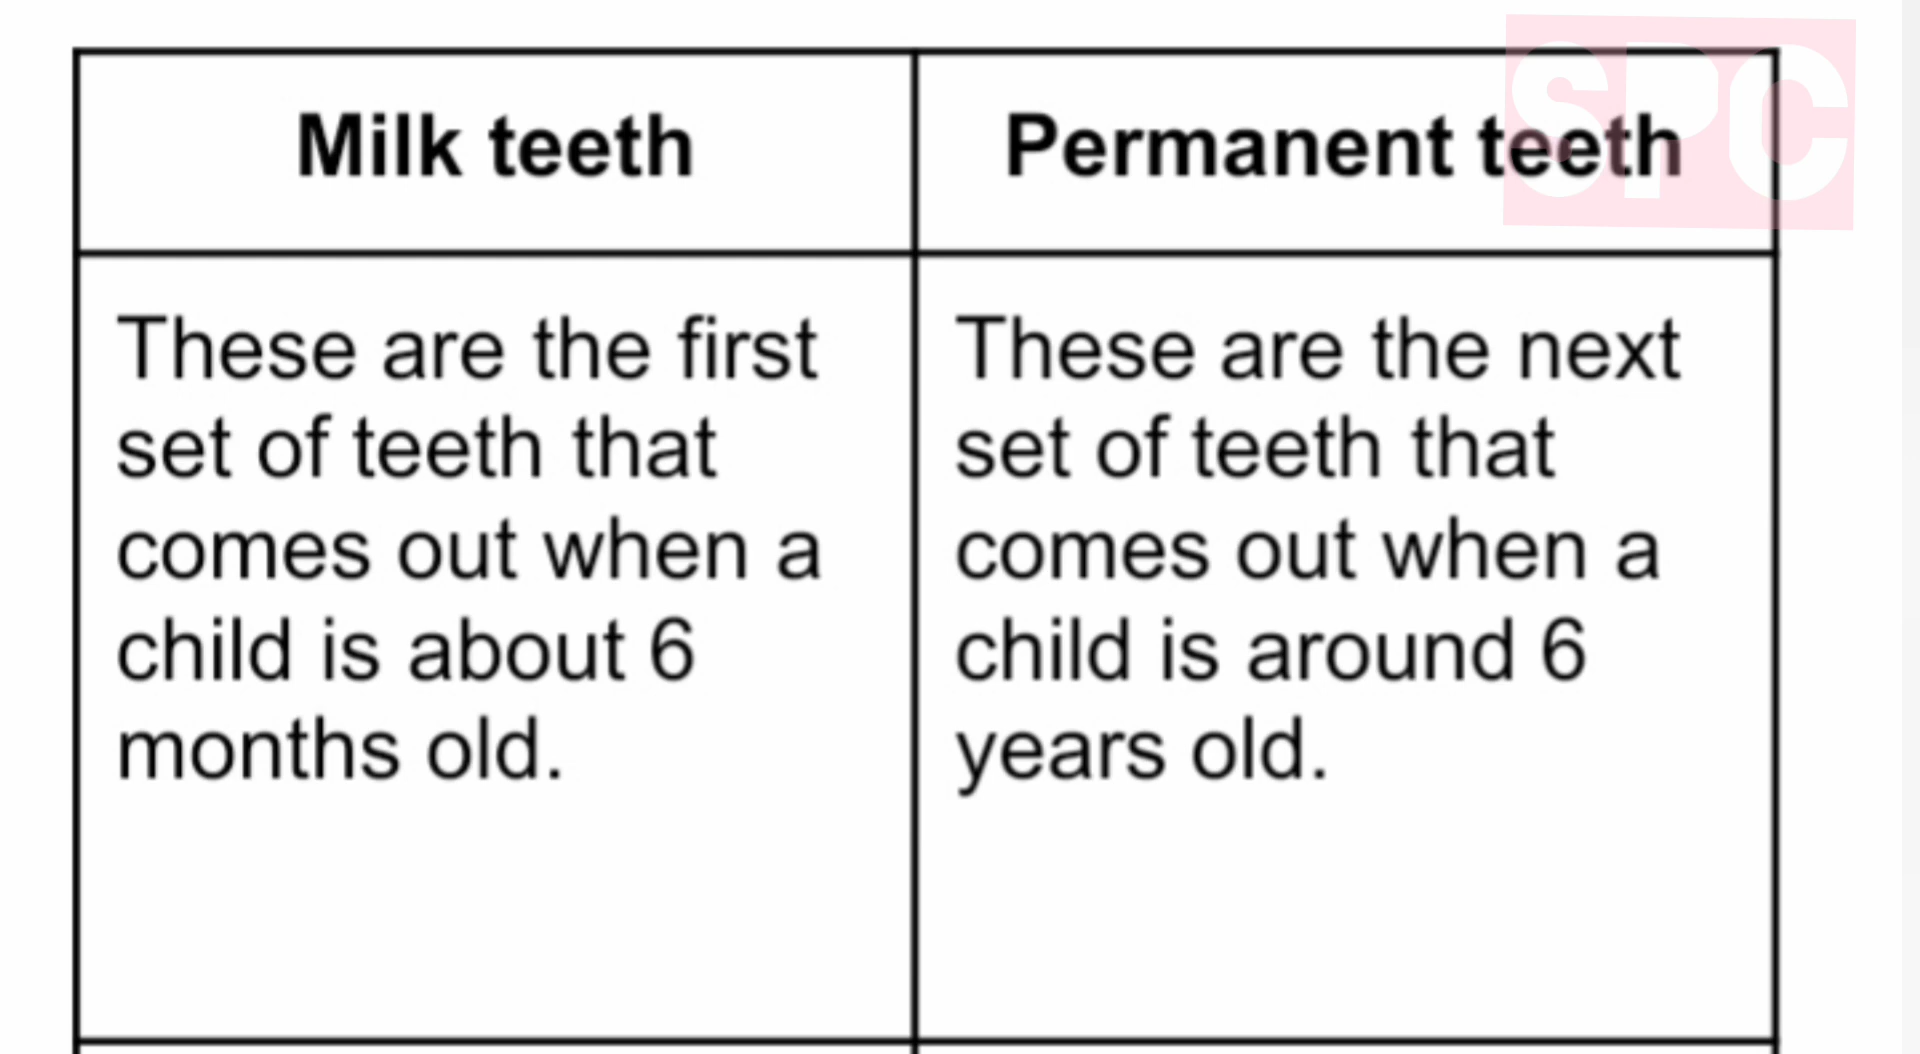 Milk teeth
Permanent teeth
SPC
These are the first
set of teeth that
comes out when a
child is about 6
months old.
These are the next
set of teeth that
comes out when a
child is around 6
years old.